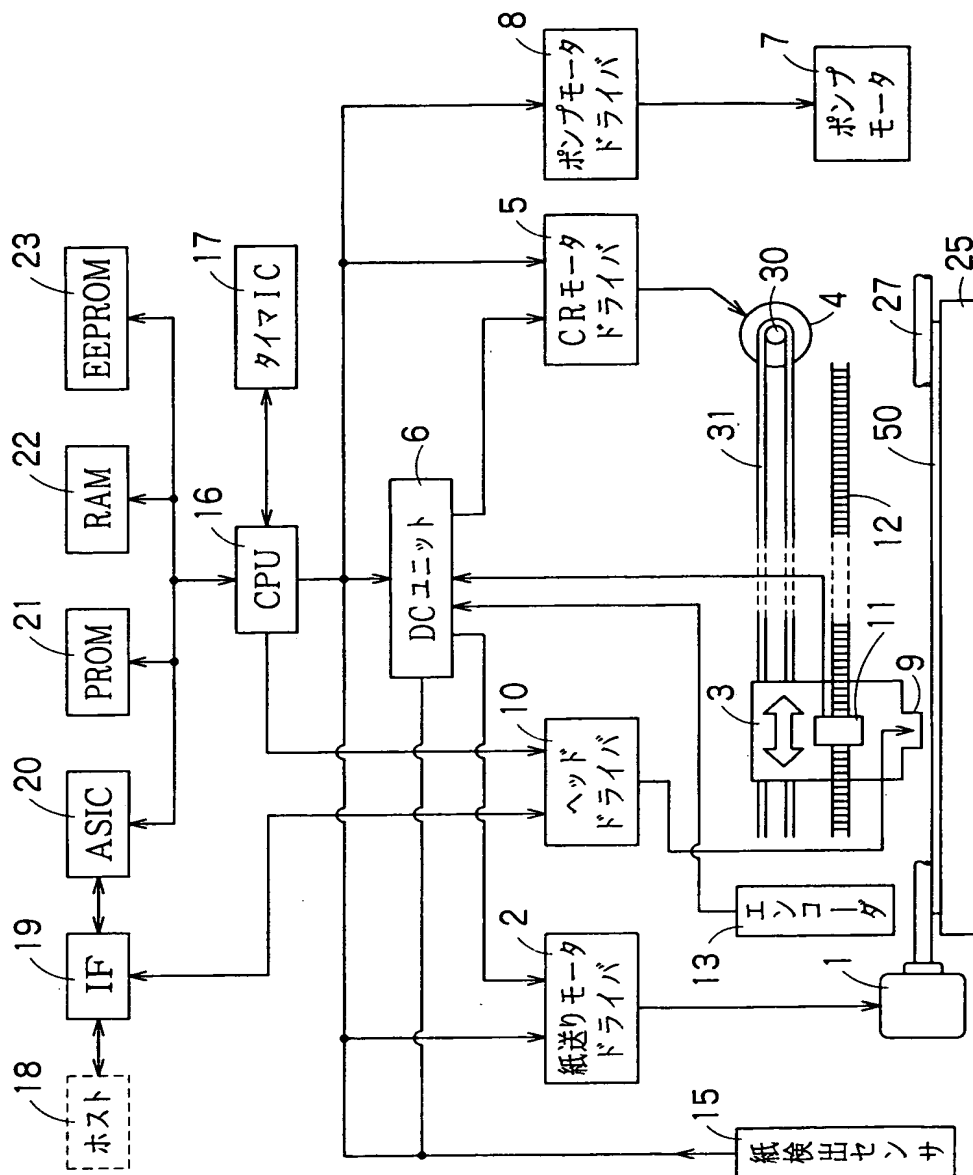 18
ホスト
19
IF
20
ASIC
21
PROM
22
RAM
23
EEPROM
16
CPU
17
タイマIC
6
DCユニット
2
紙送りモータ
ドライバ
10
ヘッド
ドライバ
5
CRモータ
ドライバ
8
ポンプモータ
ドライバ
7
ポンプ
モータ
15
紙検出センサ
13
エンコーダ
1
3
11
9
31
12
30
4
27
50
25